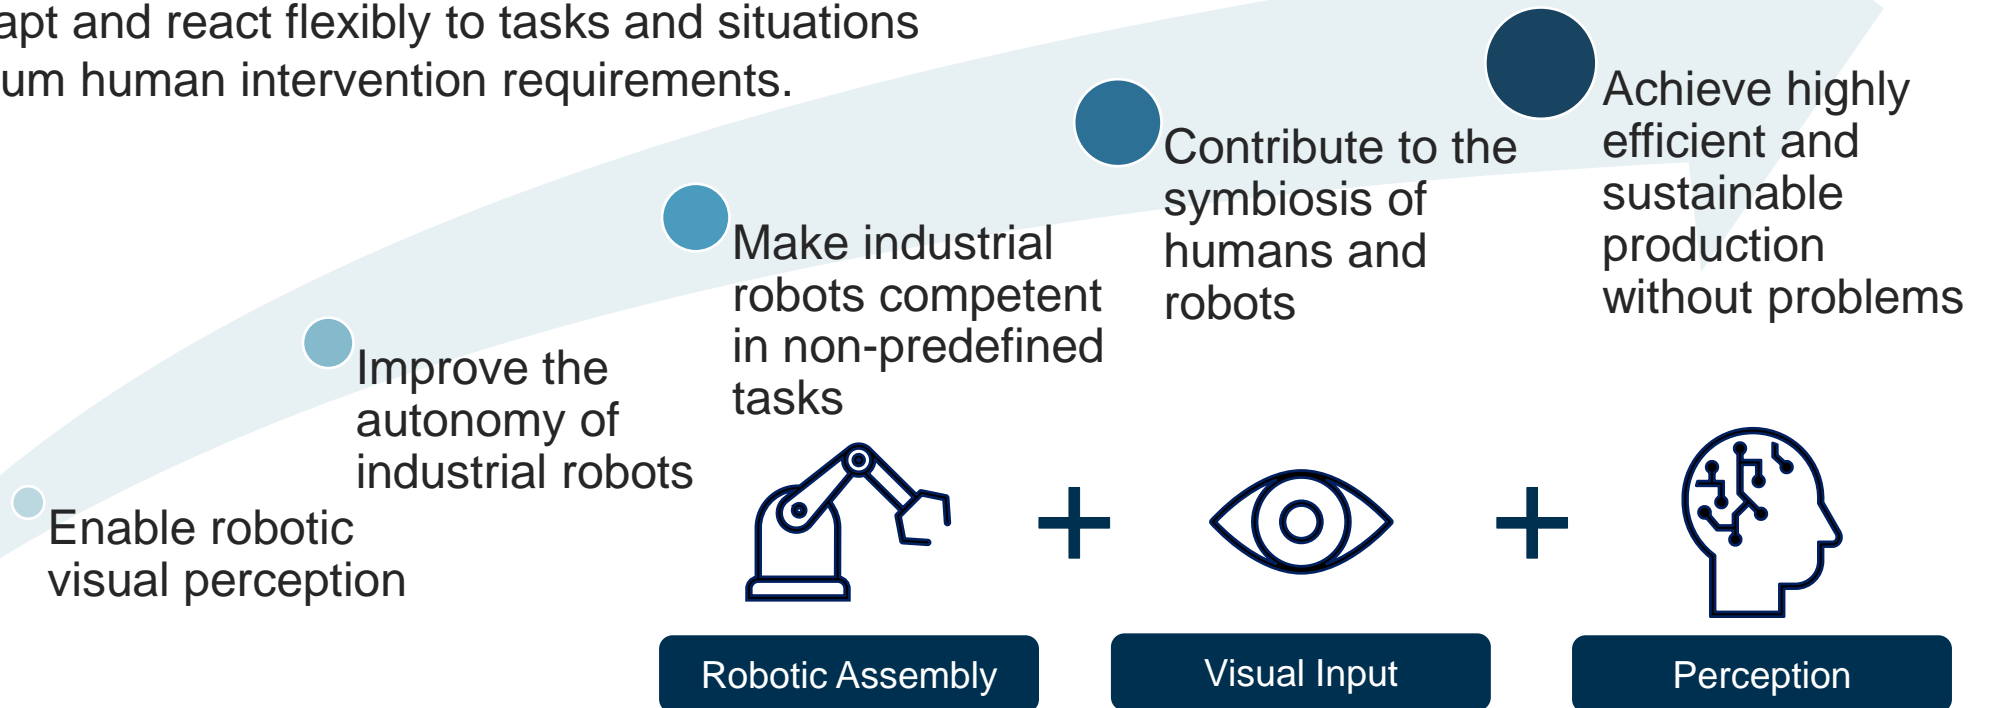 apt and react flexibly to tasks and situations
um human intervention requirements.
Achieve highly
efficient and
sustainable
production
without problems
Contribute to the
symbiosis of
humans and
robots
Make industrial
robots competent
in non-predefined
tasks
Improve the
autonomy of
industrial robots
Enable robotic
visual perception
Robotic Assembly
Visual Input
Perception